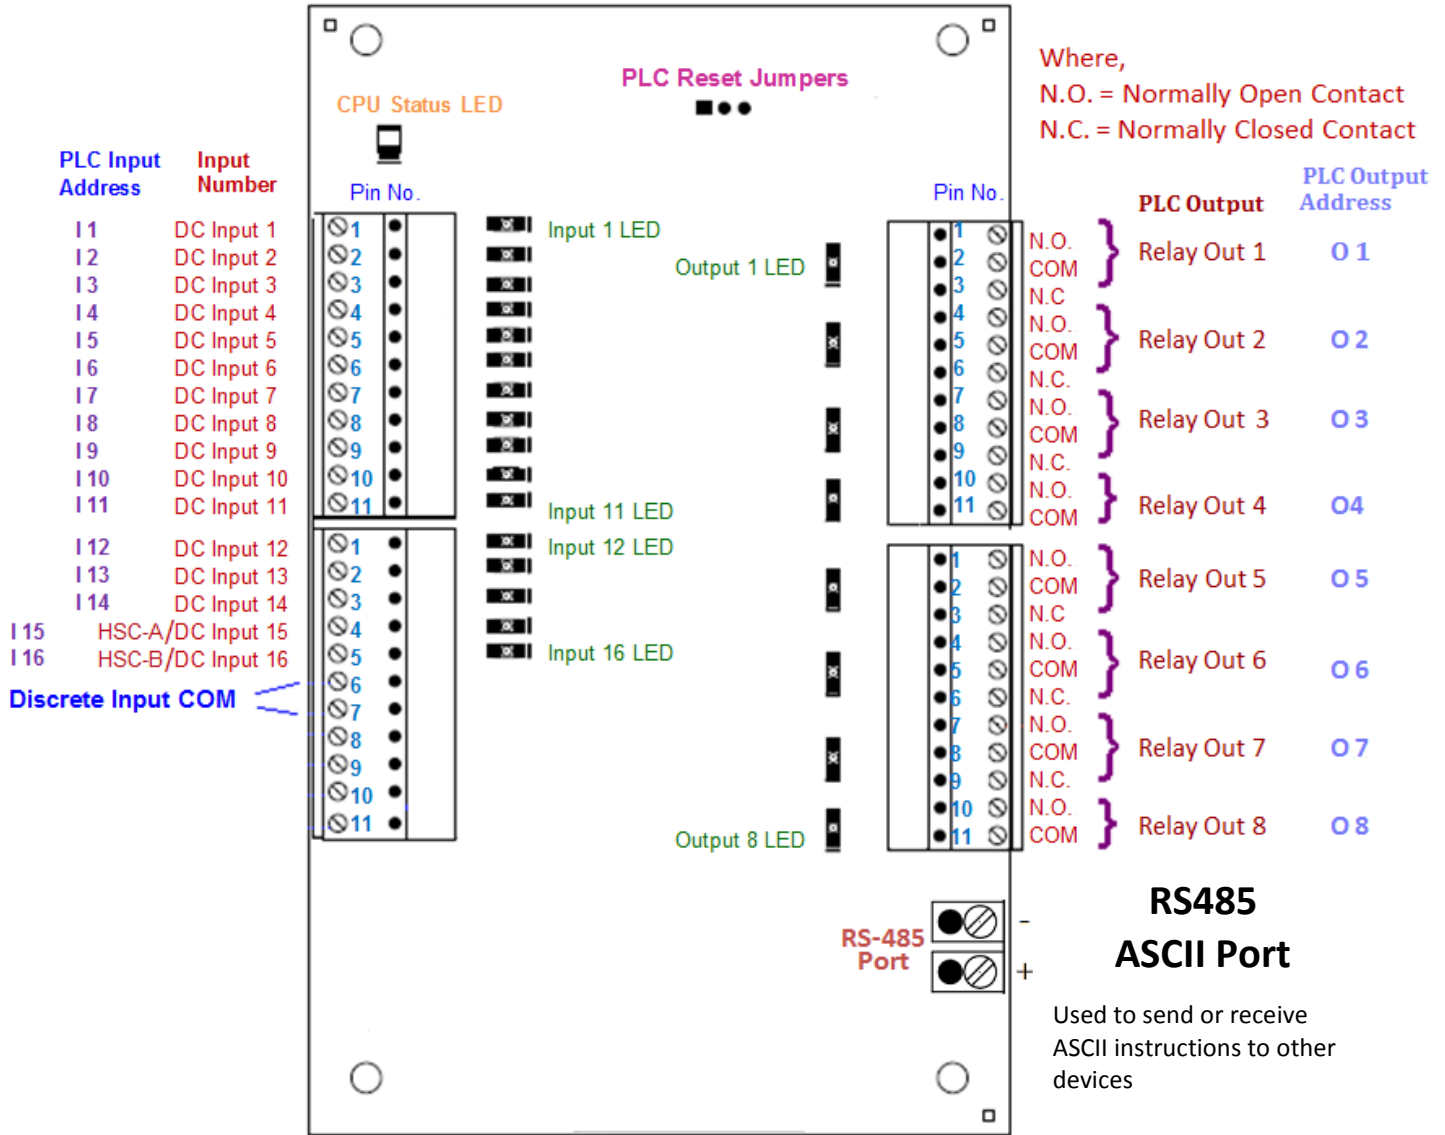 Where,
N.O. = Normally Open Contact
N.C. = Normally Closed Contact
PLC Reset Jumpers
CPU Status LED
PLC Input Address
Input Number
Pin No.
I 1 DC Input 1 1 Input 1 LED
I 2 DC Input 2 2
I 3 DC Input 3 3
I 4 DC Input 4 4
I 5 DC Input 5 5
I 6 DC Input 6 6
I 7 DC Input 7 7
I 8 DC Input 8 8
I 9 DC Input 9 9
I 10 DC Input 10 10
I 11 DC Input 11 11 Input 11 LED
I 12 DC Input 12 1 Input 12 LED
I 13 DC Input 13 2
I 14 DC Input 14 3
I 15 HSC-A/DC Input 15 4
I 16 HSC-B/DC Input 16 5 Input 16 LED
Discrete Input COM
6
7
8
9
10
11
Output 1 LED
Output 8 LED
Pin No.
PLC Output
PLC Output Address
1 N.O.
2 COM Relay Out 1 O 1
3 N.C
4 N.O.
5 COM Relay Out 2 O 2
6 N.C.
7 N.O.
8 COM Relay Out 3 O 3
9 N.C.
10 N.O.
11 COM Relay Out 4 O4
1 N.O.
2 COM Relay Out 5 O 5
3 N.C
4 N.O.
5 COM Relay Out 6 O 6
6 N.C.
7 N.O.
8 COM Relay Out 7 O 7
9 N.C.
10 N.O.
11 COM Relay Out 8 O 8
RS-485
Port
-
+
RS485
ASCII Port
Used to send or receive
ASCII instructions to other
devices